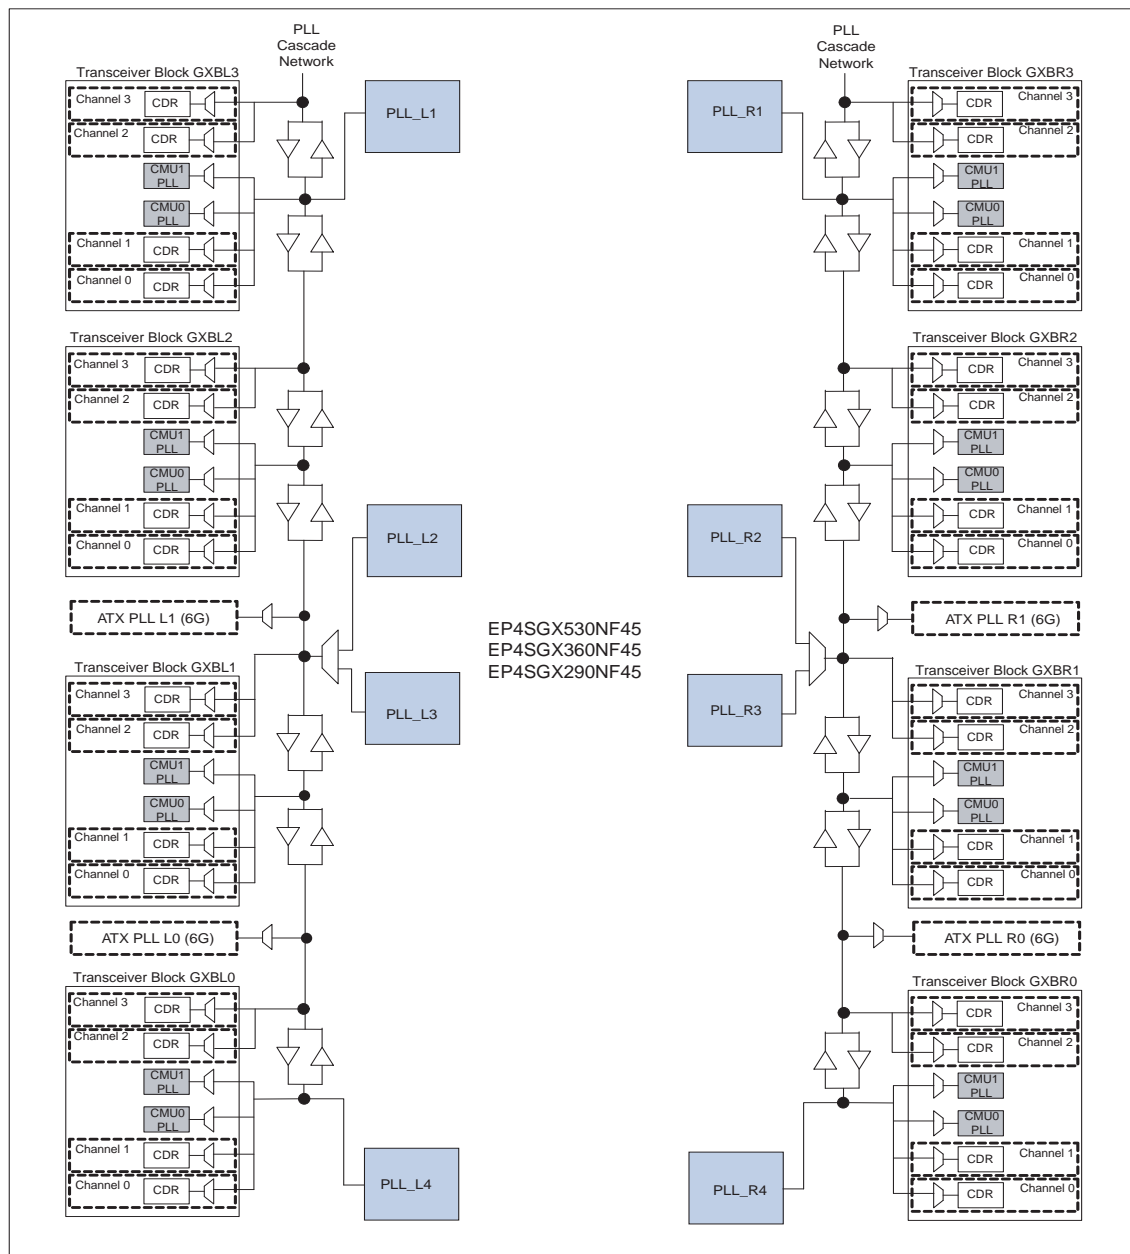 PLL
Cascade
Network
Transceiver Block GXBL3
Channel 3
CDR
Channel 2
CDR
CMU1
PLL
CMU0
PLL
Channel 1
CDR
Channel 0
CDR
PLL_L1
Transceiver Block GXBL2
Channel 3
CDR
Channel 2
CDR
CMU1
PLL
CMU0
PLL
Channel 1
CDR
Channel 0
CDR
PLL_L2
ATX PLL L1 (6G)
Transceiver Block GXBL1
Channel 3
CDR
Channel 2
CDR
CMU1
PLL
CMU0
PLL
Channel 1
CDR
Channel 0
CDR
PLL_L3
ATX PLL L0 (6G)
Transceiver Block GXBL0
Channel 3
CDR
Channel 2
CDR
CMU1
PLL
CMU0
PLL
Channel 1
CDR
Channel 0
CDR
PLL_L4
EP4SGX530NF45
EP4SGX360NF45
EP4SGX290NF45
PLL
Cascade
Network
PLL_R1
Transceiver Block GXBR3
Channel 3
CDR
Channel 2
CDR
CMU1
PLL
CMU0
PLL
Channel 1
CDR
Channel 0
CDR
Transceiver Block GXBR2
Channel 3
CDR
Channel 2
CDR
CMU1
PLL
CMU0
PLL
Channel 1
CDR
Channel 0
CDR
PLL_R2
ATX PLL R1 (6G)
PLL_R3
Transceiver Block GXBR1
Channel 3
CDR
Channel 2
CDR
CMU1
PLL
CMU0
PLL
Channel 1
CDR
Channel 0
CDR
ATX PLL R0 (6G)
Transceiver Block GXBR0
Channel 3
CDR
Channel 2
CDR
CMU1
PLL
CMU0
PLL
Channel 1
CDR
Channel 0
CDR
PLL_R4